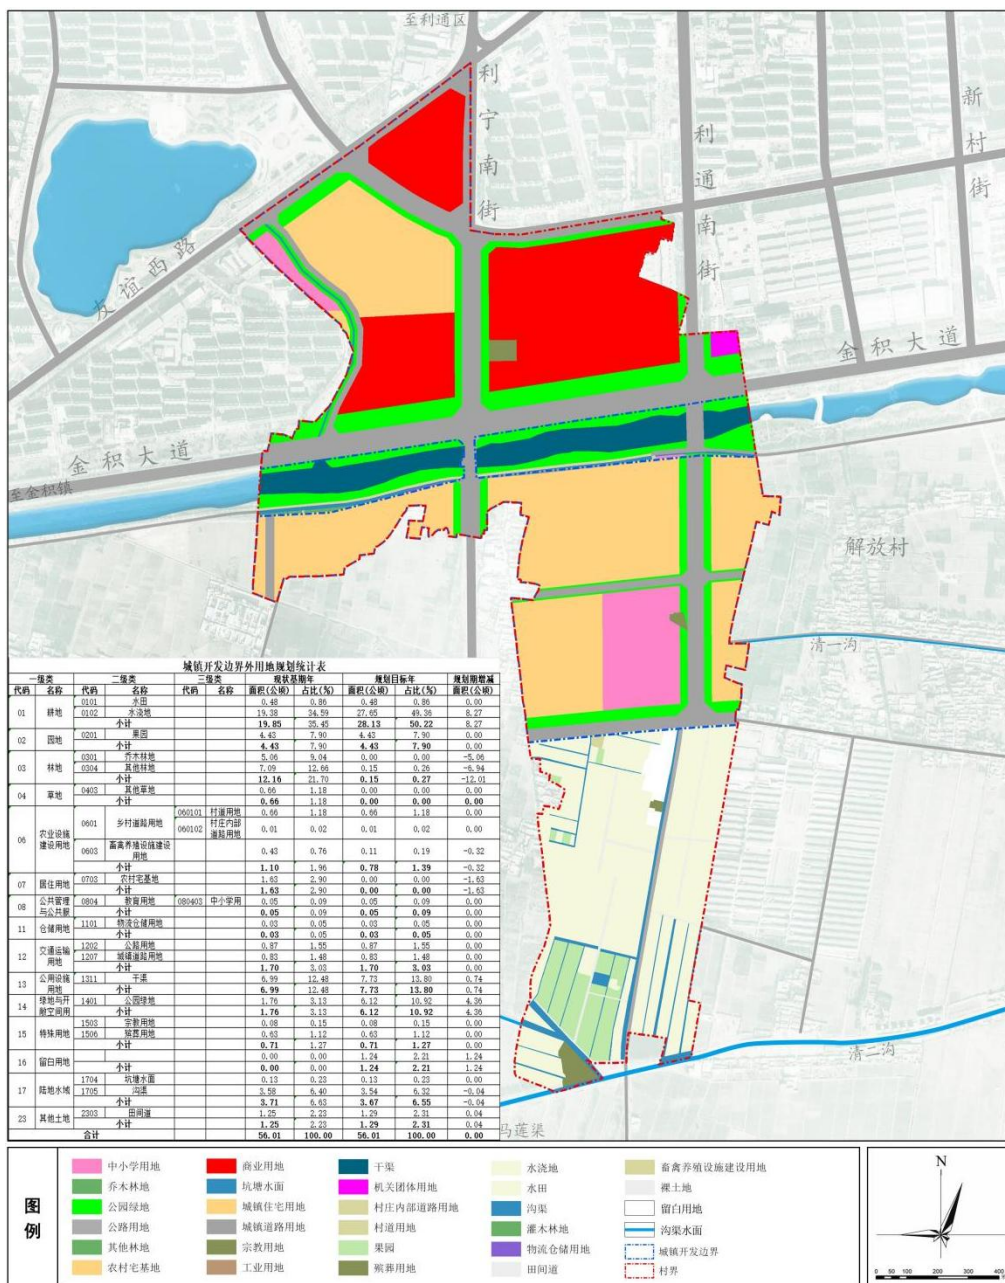 至利通区
利宁南街
利通南街
新村街
友谊西路
金积大道
金积大道
至金积镇
解放村
清一沟
清二沟
马莲渠
城镇开发边界外用地规划统计表
一级类 二级类 三级类 现状基期年 规划目标年 规划期增减
代码 名称 代码 名称 代码 名称 面积(公顷) 占比(%) 面积(公顷) 占比(%) 面积(公顷)
01 耕地 0101 水田 0.48 0.86 0.48 0.86 0.00
0102 水浇地 19.38 34.59 27.65 49.36 8.27
小计 19.85 35.45 28.13 50.22 8.27
02 园地 0201 果园 4.43 7.90 4.43 7.90 0.00
小计 4.43 7.90 4.43 7.90 0.00
03 林地 0301 乔木林地 5.06 9.04 0.00 0.00 -5.06
0304 其他林地 7.09 12.66 0.15 0.26 -6.94
小计 12.16 21.70 0.15 0.27 -12.01
04 草地 0403 其他草地 0.66 1.18 0.00 0.00 0.00
小计 0.66 1.18 0.00 0.00 0.00
06 农业设施建设用地 0601 乡村道路用地 060101 村道用地 0.66 1.18 0.66 1.18 0.00
060102 村庄内部道路用地 0.01 0.02 0.01 0.02 0.00
0603 畜禽养殖设施建设用地 0.43 0.76 0.11 0.19 -0.32
小计 1.10 1.96 0.78 1.39 -0.32
07 居住用地 0703 农村宅基地 1.63 2.90 0.00 0.00 -1.63
小计 1.63 2.90 0.00 0.00 -1.63
08 公共管理与公共服 0804 教育用地 080403 中小学用 0.05 0.09 0.05 0.09 0.00
小计 0.05 0.09 0.05 0.09 0.00
11 仓储用地 1101 物流仓储用地 0.03 0.05 0.03 0.05 0.00
小计 0.03 0.05 0.03 0.05 0.00
12 交通运输用地 1202 公路用地 0.87 1.55 0.87 1.55 0.00
1207 城镇道路用地 0.83 1.48 0.83 1.48 0.00
小计 1.70 3.03 1.70 3.03 0.00
13 公用设施用地 1311 干渠 6.99 12.48 7.73 13.80 0.74
小计 6.99 12.48 7.73 13.80 0.74
14 绿地与开敞空间用 1401 公园绿地 1.76 3.13 6.12 10.92 4.36
小计 1.76 3.13 6.12 10.92 4.36
15 特殊用地 1503 宗教用地 0.08 0.15 0.08 0.15 0.00
1506 殡葬用地 0.63 1.12 0.63 1.12 0.00
小计 0.71 1.27 0.71 1.27 0.00
16 留白用地 0.00 0.00 1.24 2.21 1.24
0.00 0.00 1.24 2.21 1.24
17 陆地水域 1704 坑塘水面 0.13 0.23 0.13 0.23 0.00
1705 沟渠 3.58 6.40 3.54 6.32 -0.04
小计 3.71 6.63 3.67 6.55 -0.04
23 其他土地 2303 田间道 1.25 2.23 1.29 2.31 0.04
小计 1.25 2.23 1.29 2.31 0.04
合计 56.01 100.00 56.01 100.00 0.00
图例
中小学用地 商业用地 干渠 水浇地 畜禽养殖设施建设用地
乔木林地 坑塘水面 机关团体用地 水田 裸土地
公园绿地 城镇住宅用地 村庄内部道路用地 沟渠 留白用地
公路用地 城镇道路用地 村道用地 灌木林地 沟渠水面
其他林地 宗教用地 果园 物流仓储用地 城镇开发边界
农村宅基地 工业用地 殡葬用地 田间道 村界
N
0 50 100 200 300 400